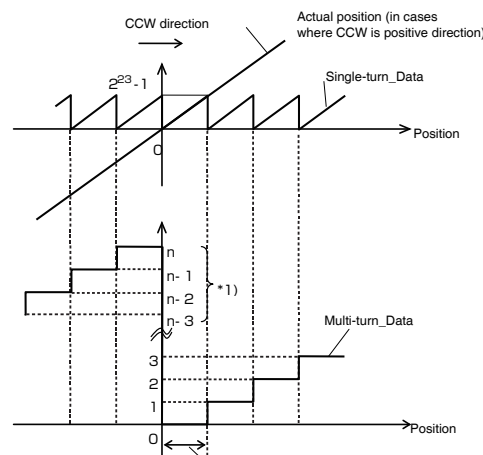 CCW direction
Actual position (in cases
where CCW is positive direction)
2²³-1
Single-turn_Data
Position
0
n
n- 1
n- 2
n- 3
*1)
Multi-turn_Data
3
2
1
0
Position